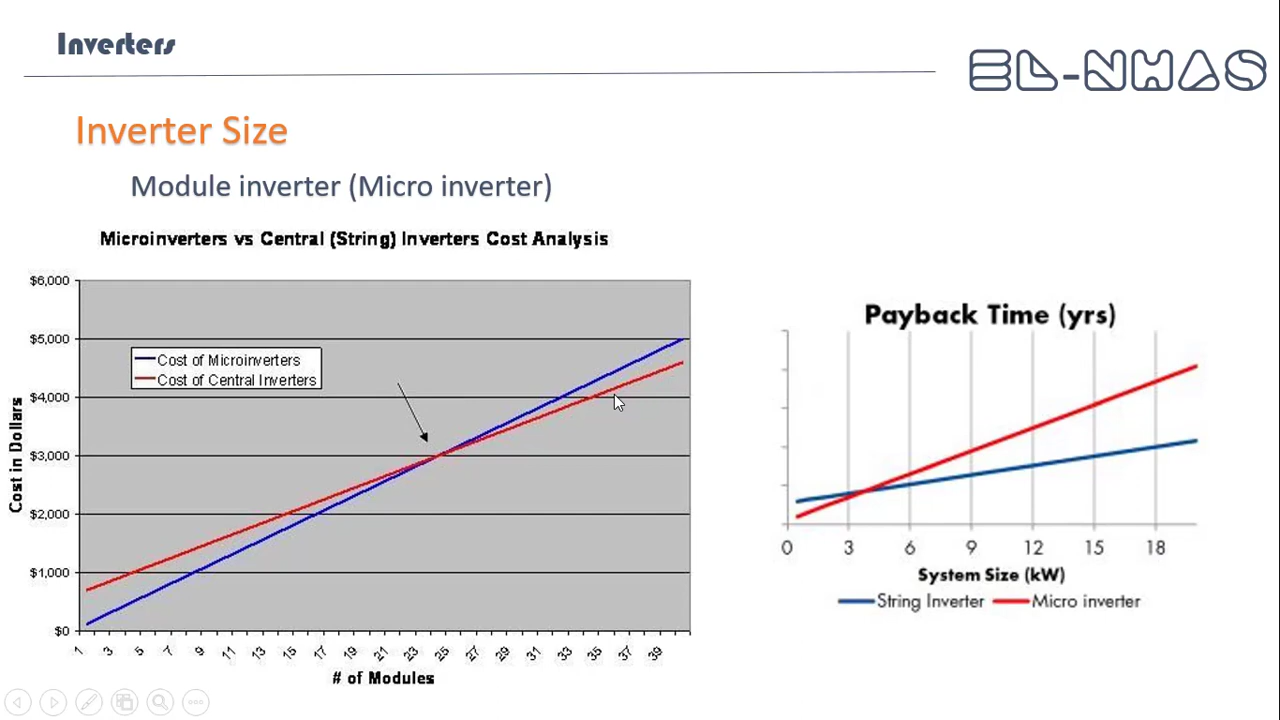 Inverters
EL-NHAS
Inverter Size
Module inverter (Micro inverter)
Microinverters vs Central (String) Inverters Cost Analysis
$6,000
$5,000
$4,000
$3,000
$2,000
$1,000
$0
Cost in Dollars
Cost of Microinverters
Cost of Central Inverters
1 3 5 7 9 11 13 15 17 19 21 23 25 27 29 31 33 35 37 39
# of Modules
Payback Time (yrs)
0 3 6 9 12 15 18
System Size (kW)
String Inverter Micro inverter